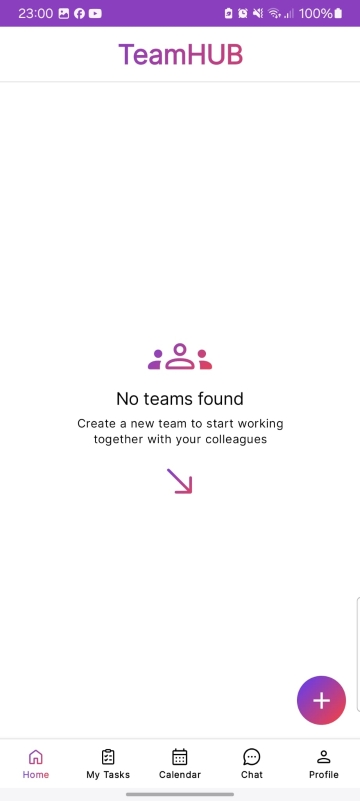 23:00 100%
TeamHUB
No teams found
Create a new team to start working
together with your colleagues
Home My Tasks Calendar Chat Profile